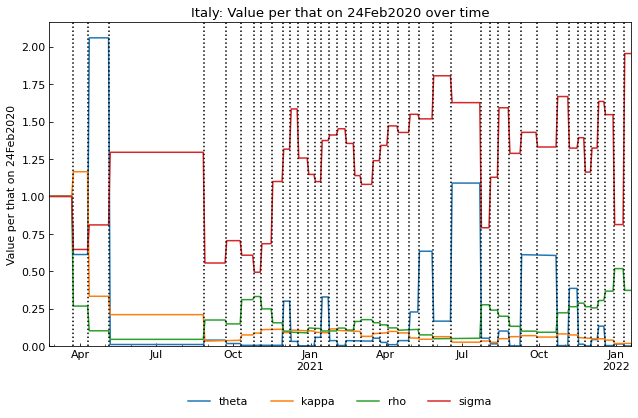 Italy: Value per that on 24Feb2020 over time
Value per that on 24Feb2020
2.00
1.75
1.50
1.25
1.00
0.75
0.50
0.25
0.00
Apr Jul Oct Jan Apr Jul Oct Jan
2021 2022
theta kappa rho sigma